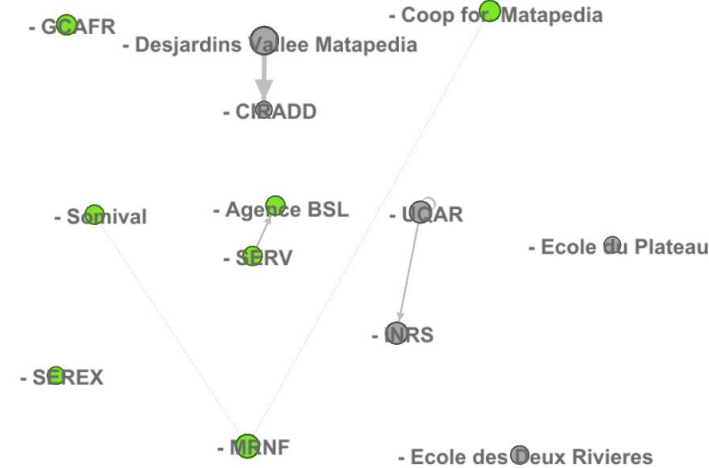 - GCAFR
- Coop for. Matapedia
- Desjardins Vallee Matapedia
- CIRADD
- Somival
- Agence BSL
- UQAR
- SERV
- Ecole du Plateau
- INRS
- SEREX
- MRNF
- Ecole des Deux Rivieres